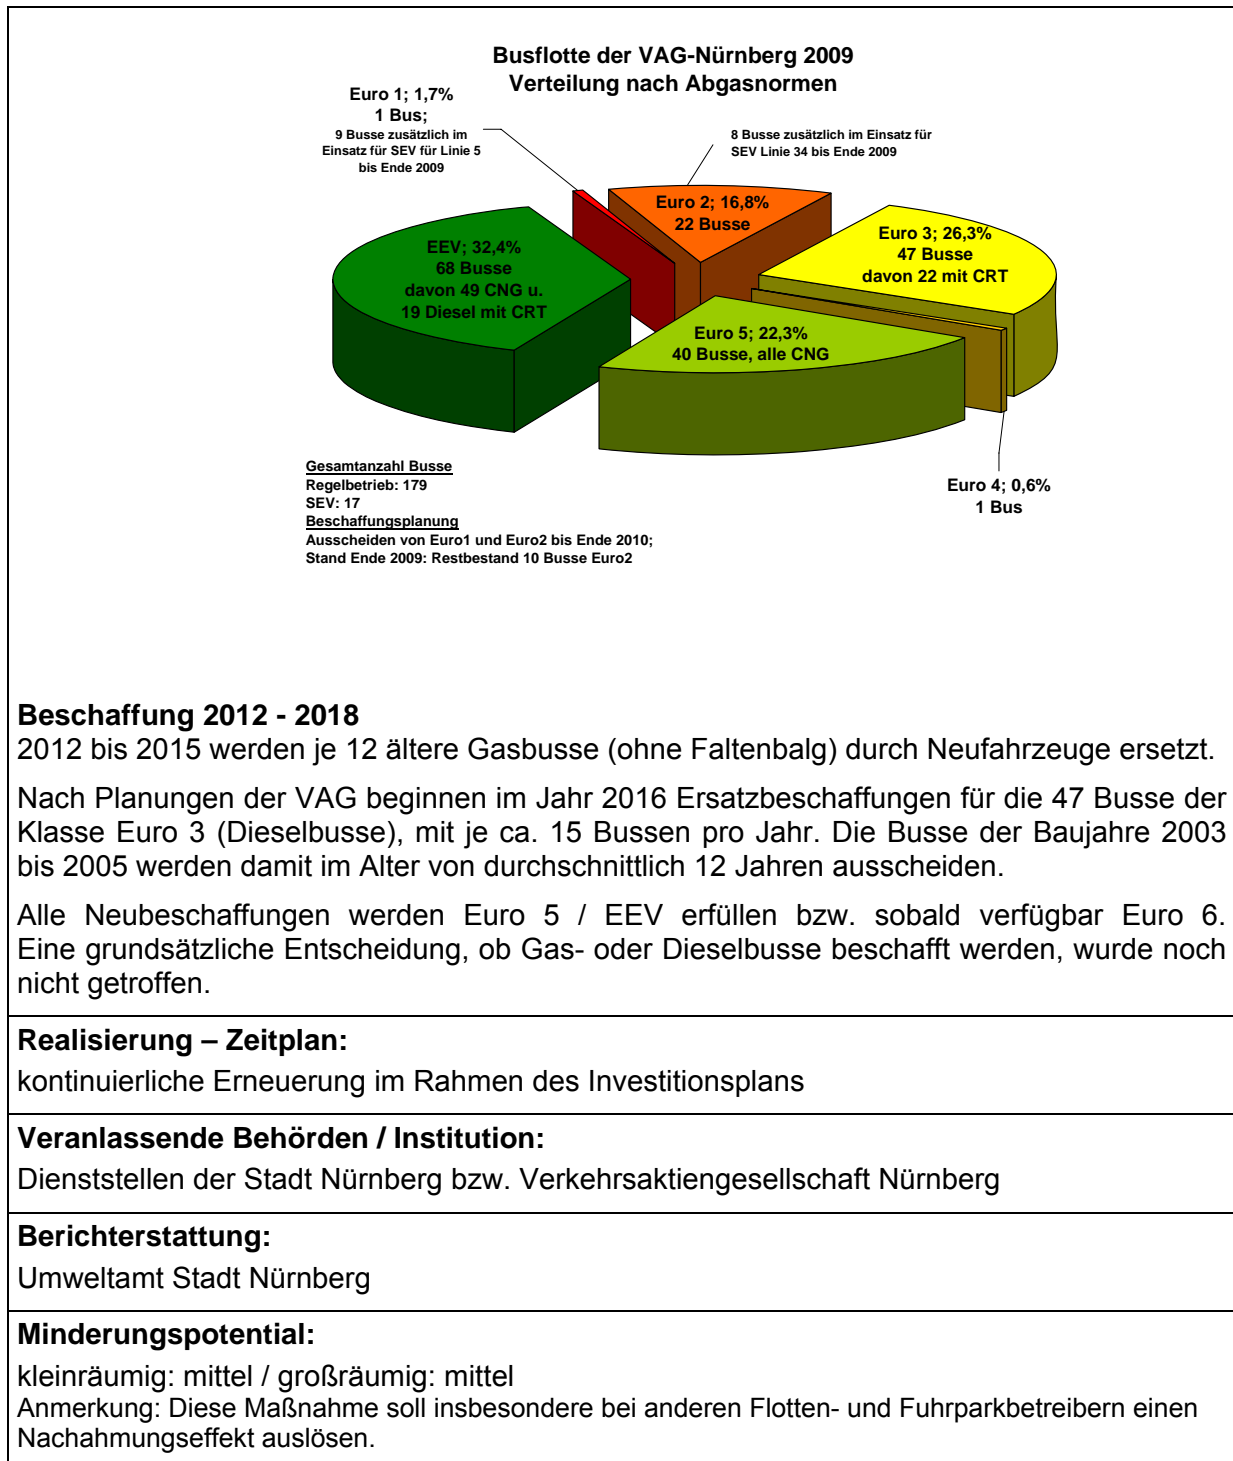 Busflotte der VAG-Nürnberg 2009
Verteilung nach Abgasnormen
Euro 1; 1,7%
1 Bus;
9 Busse zusätzlich im
Einsatz für SEV für Linie 5
bis Ende 2009
8 Busse zusätzlich im Einsatz für
SEV Linie 34 bis Ende 2009
Euro 2; 16,8%
22 Busse
Euro 3; 26,3%
47 Busse
davon 22 mit CRT
EEV; 32,4%
68 Busse
davon 49 CNG u.
19 Diesel mit CRT
Euro 5; 22,3%
40 Busse, alle CNG
Euro 4; 0,6%
1 Bus
Gesamtanzahl Busse
Regelbetrieb: 179
SEV: 17
Beschaffungsplanung
Ausscheiden von Euro1 und Euro2 bis Ende 2010;
Stand Ende 2009: Restbestand 10 Busse Euro2
Beschaffung 2012 - 2018
2012 bis 2015 werden je 12 ältere Gasbusse (ohne Faltenbalg) durch Neufahrzeuge ersetzt.
Nach Planungen der VAG beginnen im Jahr 2016 Ersatzbeschaffungen für die 47 Busse der
Klasse Euro 3 (Dieselbusse), mit je ca. 15 Bussen pro Jahr. Die Busse der Baujahre 2003
bis 2005 werden damit im Alter von durchschnittlich 12 Jahren ausscheiden.
Alle Neubeschaffungen werden Euro 5 / EEV erfüllen bzw. sobald verfügbar Euro 6.
Eine grundsätzliche Entscheidung, ob Gas- oder Dieselbusse beschafft werden, wurde noch
nicht getroffen.
Realisierung – Zeitplan:
kontinuierliche Erneuerung im Rahmen des Investitionsplans
Veranlassende Behörden / Institution:
Dienststellen der Stadt Nürnberg bzw. Verkehrsaktiengesellschaft Nürnberg
Berichterstattung:
Umweltamt Stadt Nürnberg
Minderungspotential:
kleinräumig: mittel / großräumig: mittel
Anmerkung: Diese Maßnahme soll insbesondere bei anderen Flotten- und Fuhrparkbetreibern einen
Nachahmungseffekt auslösen.